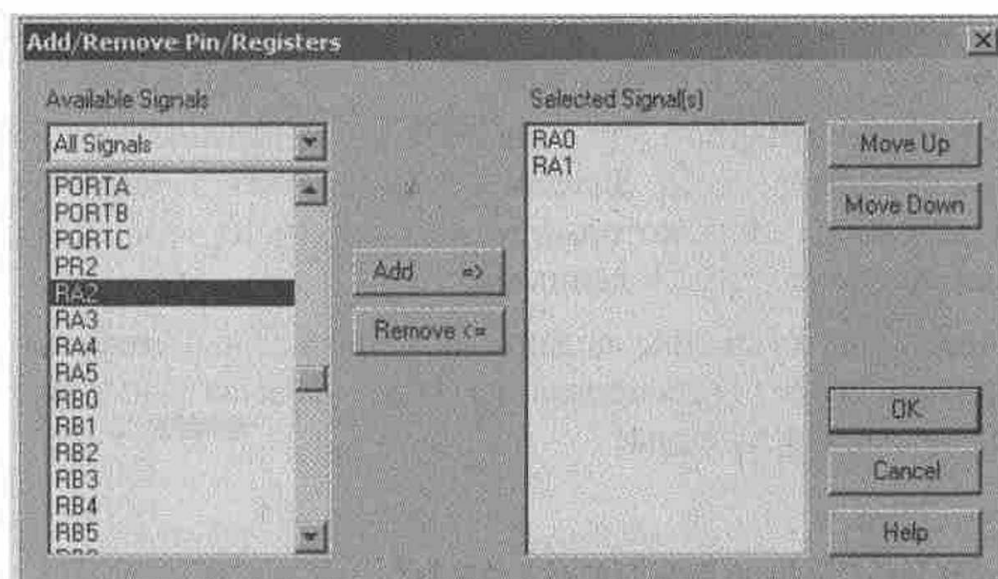 Add/Remove Pin/Registers
Available Signals
All Signals
PORTA
PORTB
PORTC
PR2
RA2
RA3
RA4
RA5
RB0
RB1
RB2
RB3
RB4
RB5
Add =>
Remove <=
Selected Signal(s)
RA0
RA1
Move Up
Move Down
OK
Cancel
Help